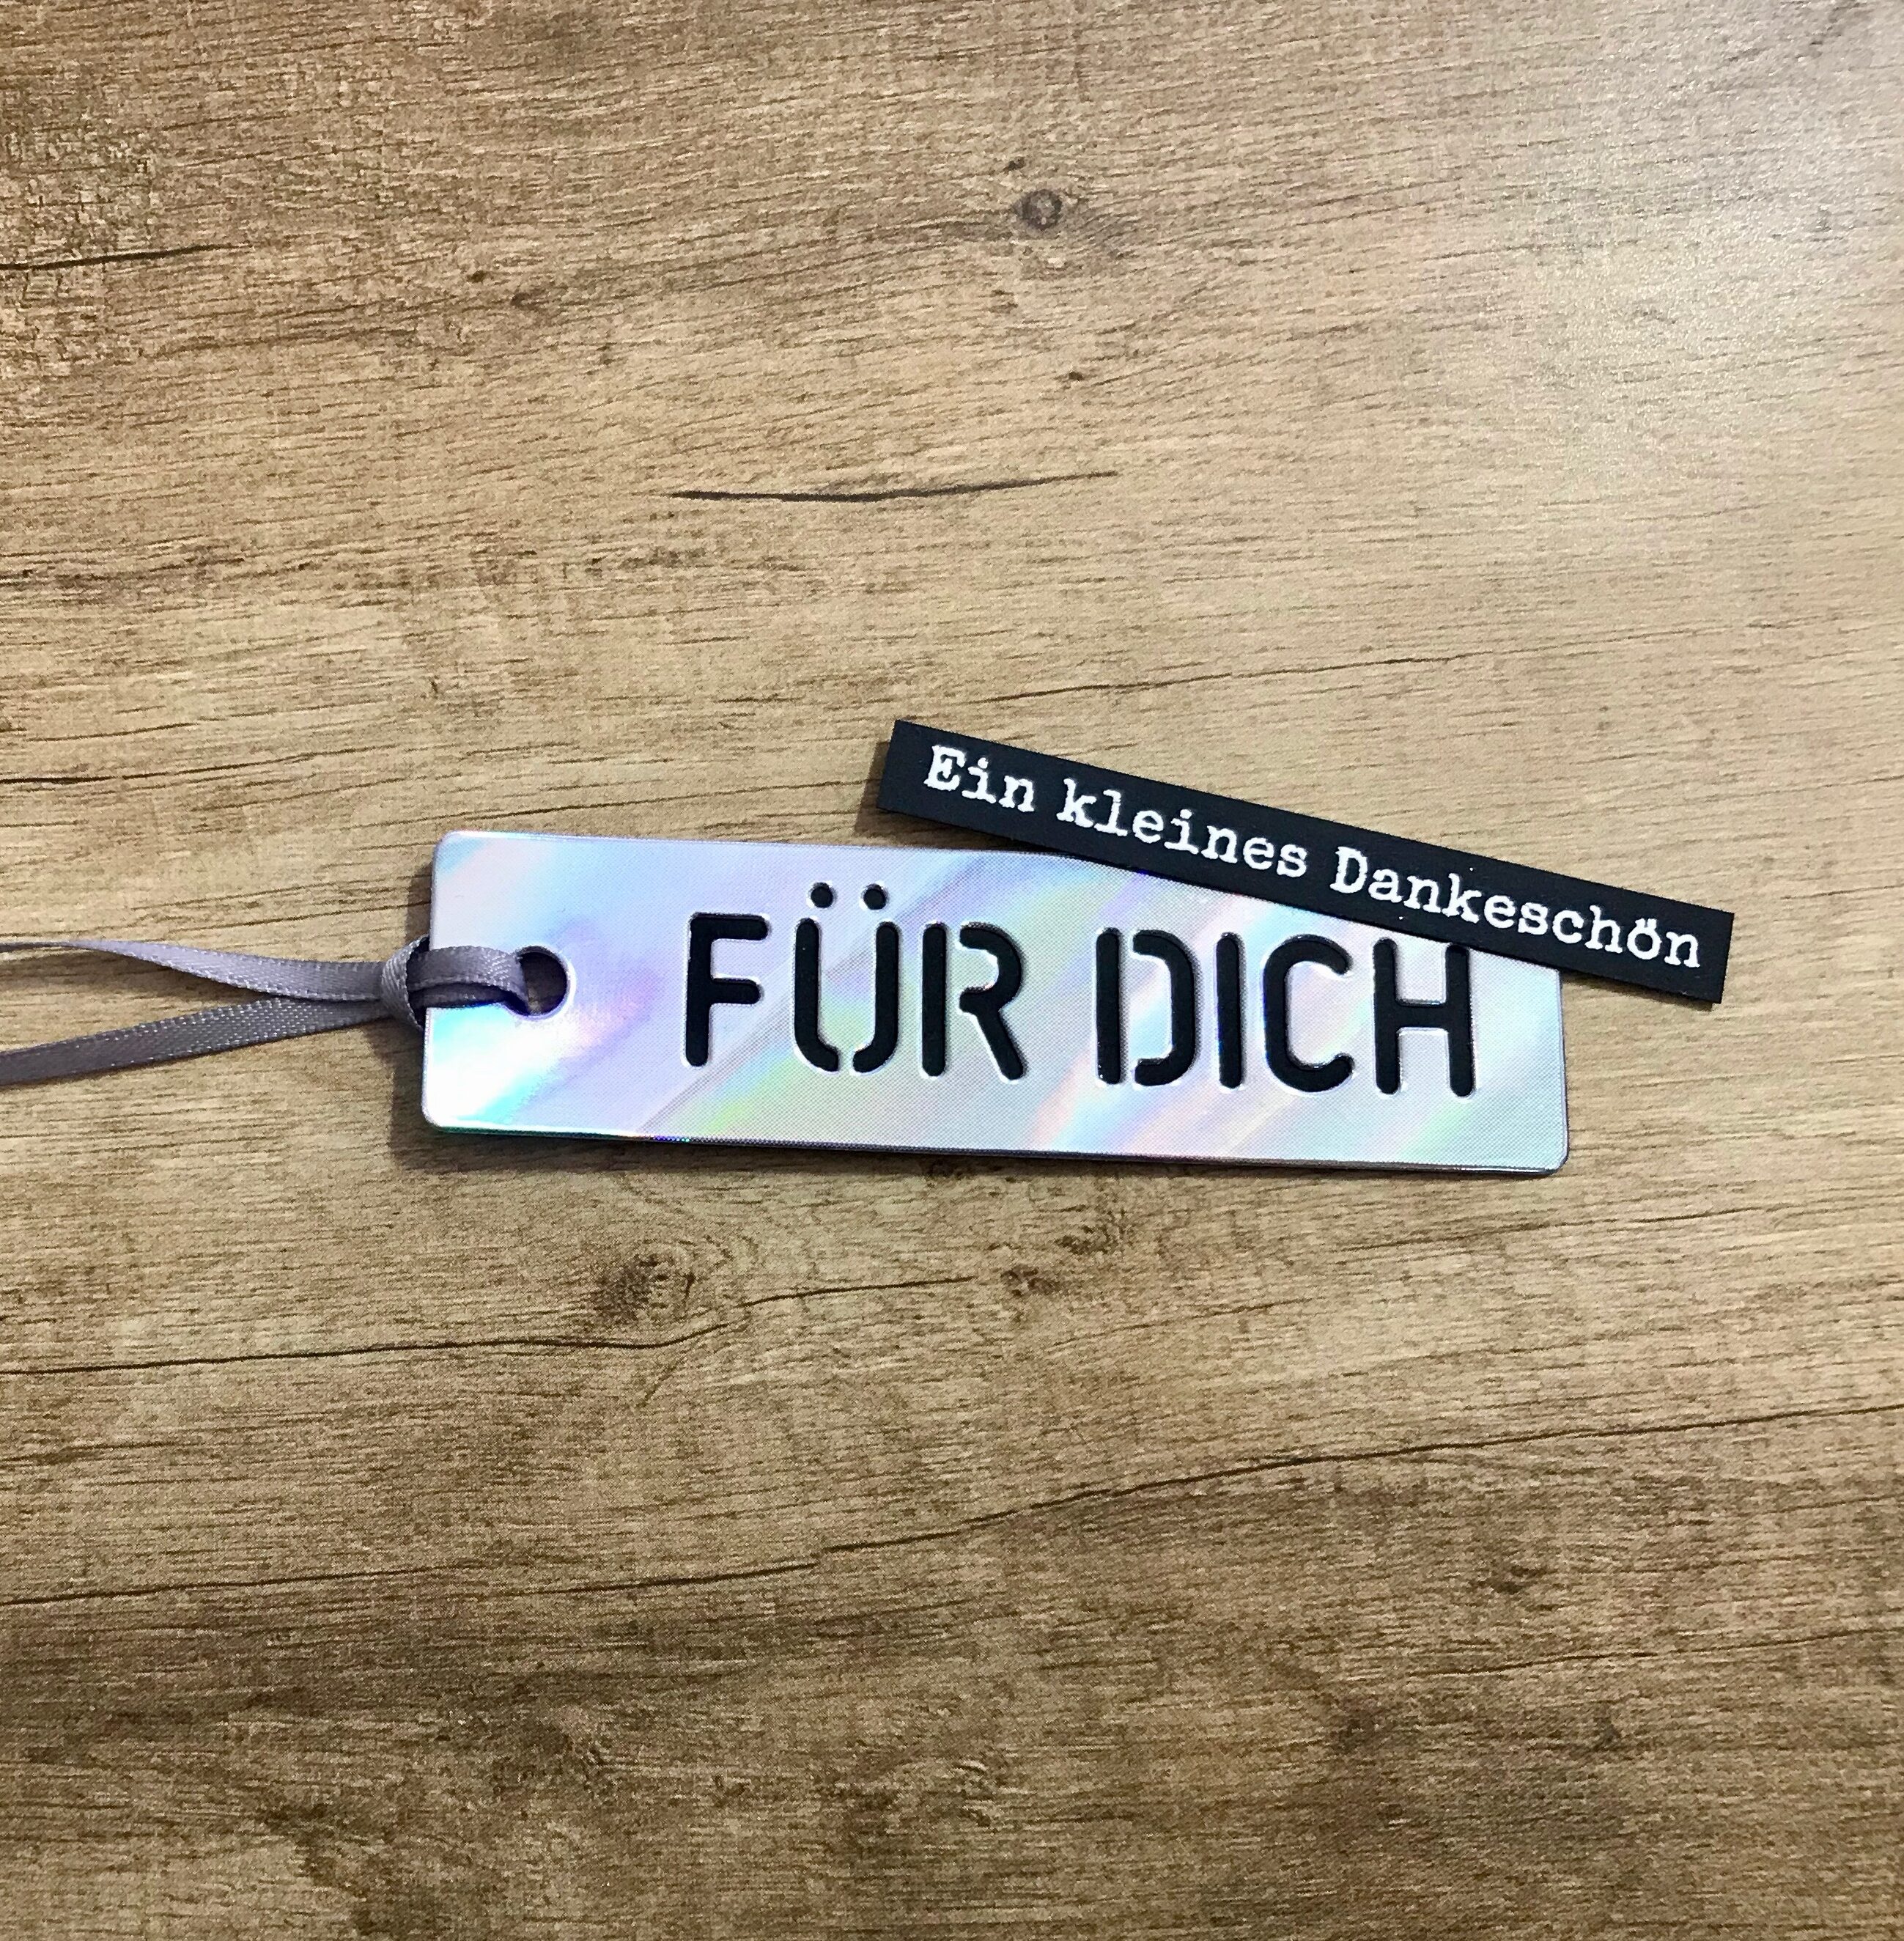 Ein kleines Dankeschön
FÜR DICH